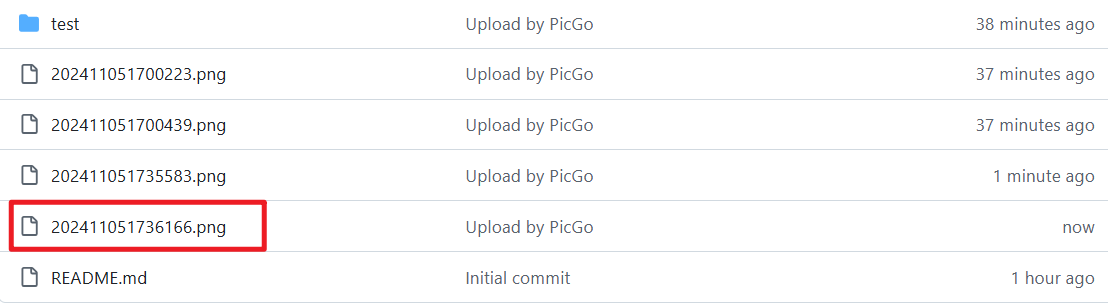 test Upload by PicGo 38 minutes ago
202411051700223.png Upload by PicGo 37 minutes ago
202411051700439.png Upload by PicGo 37 minutes ago
202411051735583.png Upload by PicGo 1 minute ago
202411051736166.png Upload by PicGo now
README.md Initial commit 1 hour ago